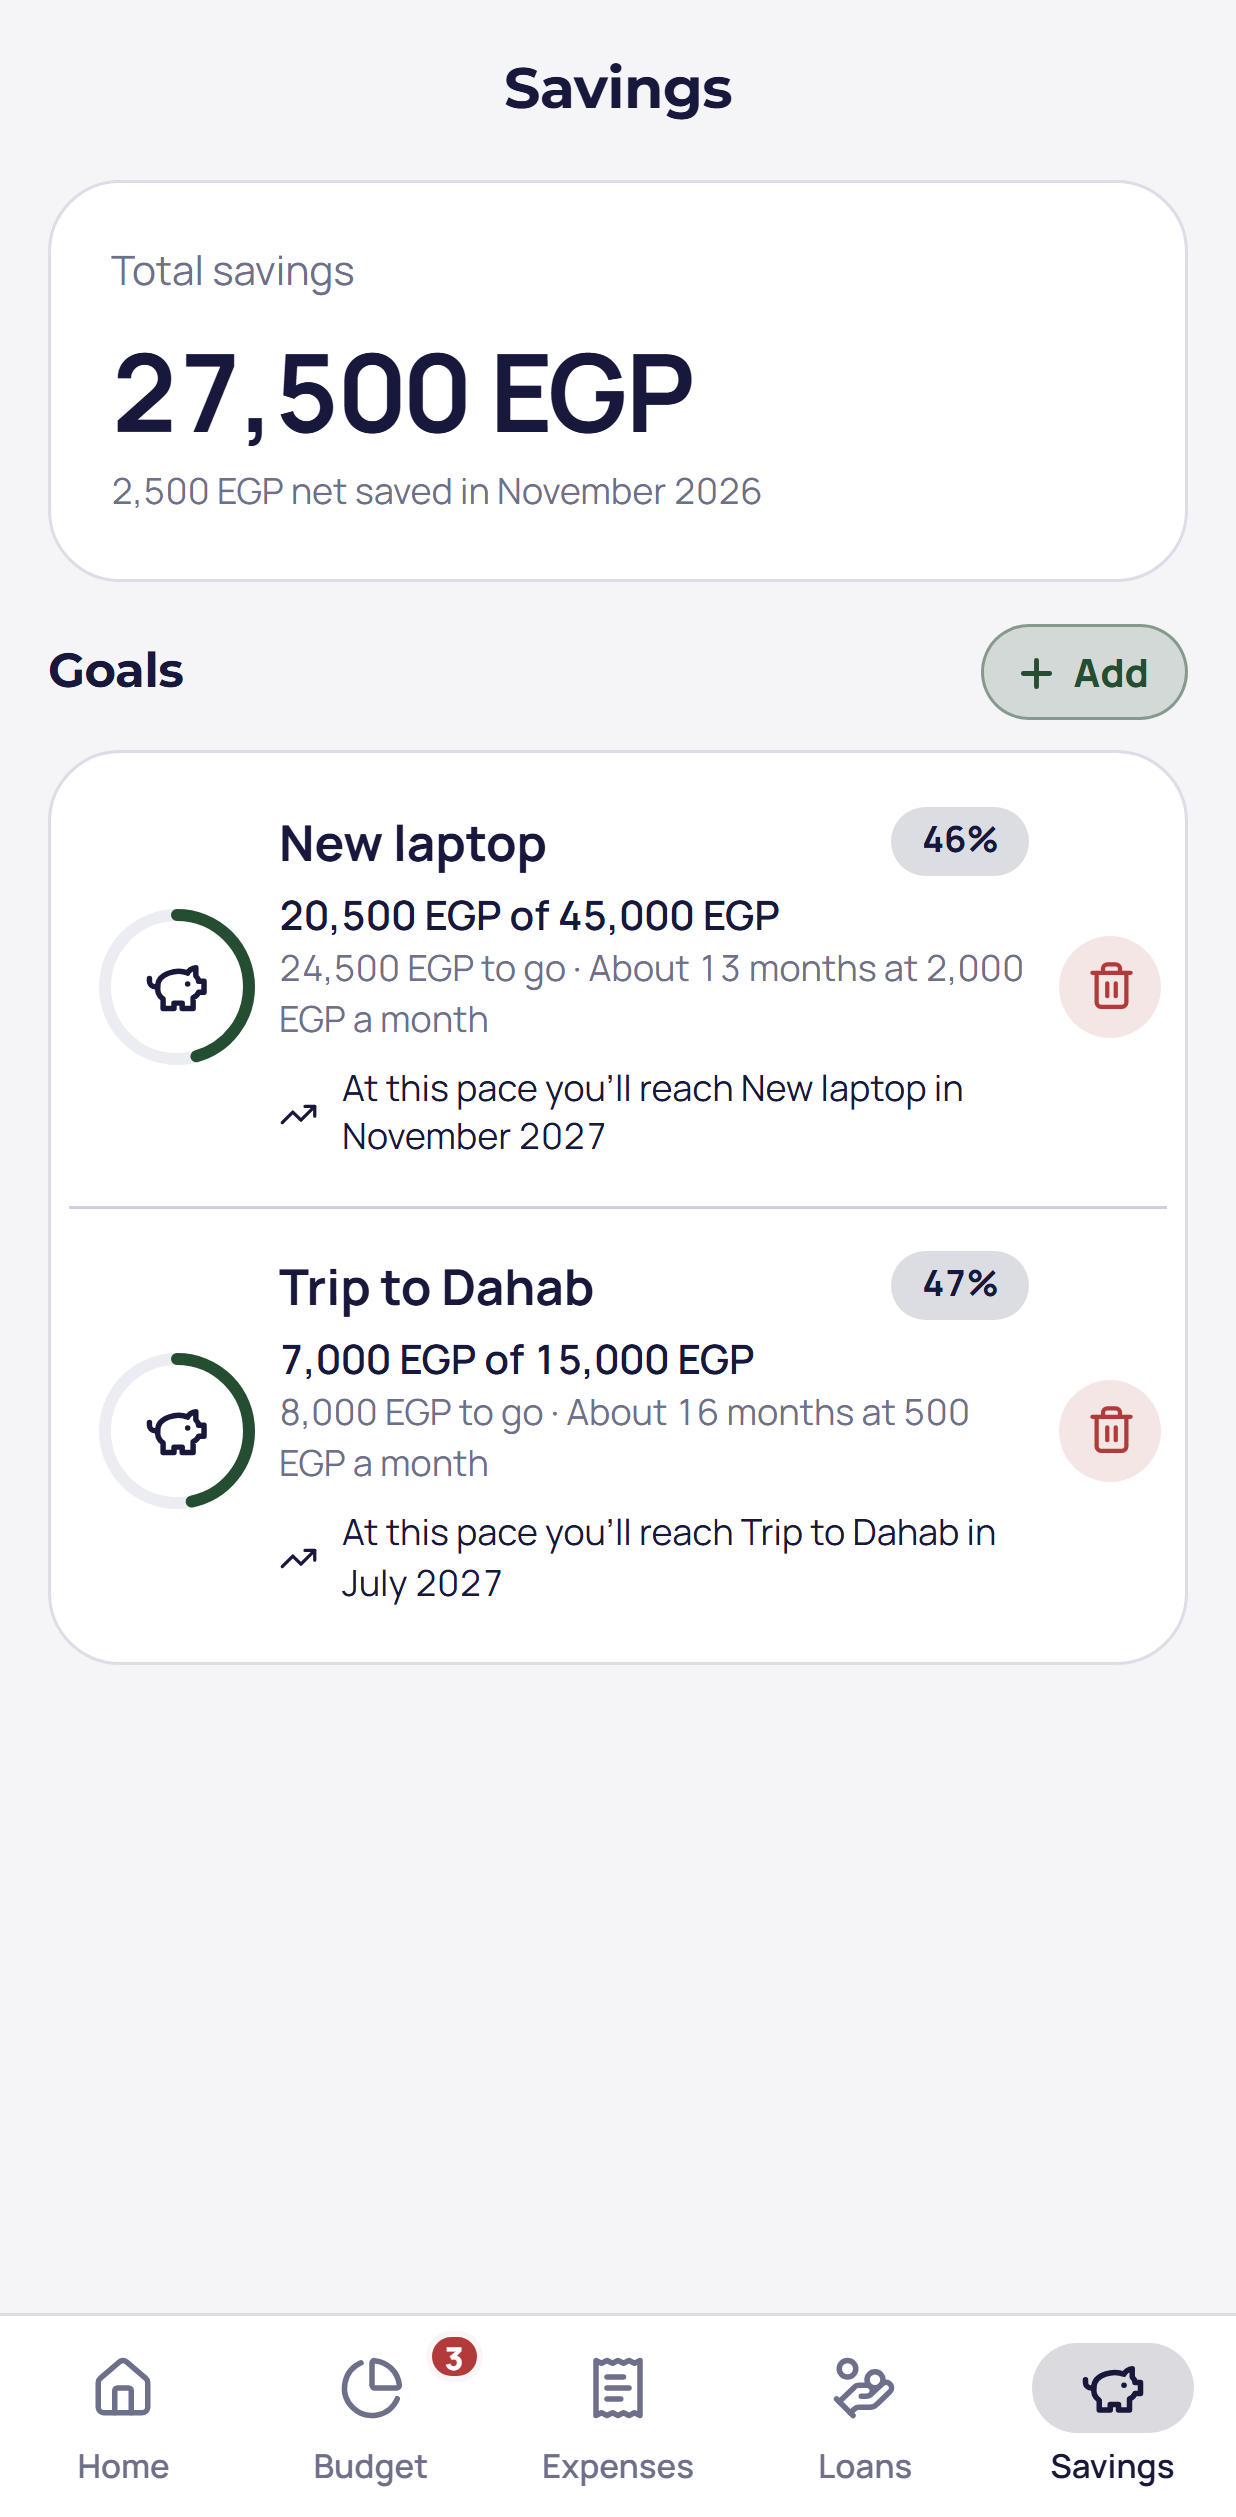 Savings
Total savings
27,500 EGP
2,500 EGP net saved in November 2026
Goals
+ Add
New laptop
46%
20,500 EGP of 45,000 EGP
24,500 EGP to go · About 13 months at 2,000
EGP a month
At this pace you’ll reach New laptop in
November 2027
Trip to Dahab
47%
7,000 EGP of 15,000 EGP
8,000 EGP to go · About 16 months at 500
EGP a month
At this pace you’ll reach Trip to Dahab in
July 2027
3
Home
Budget
Expenses
Loans
Savings